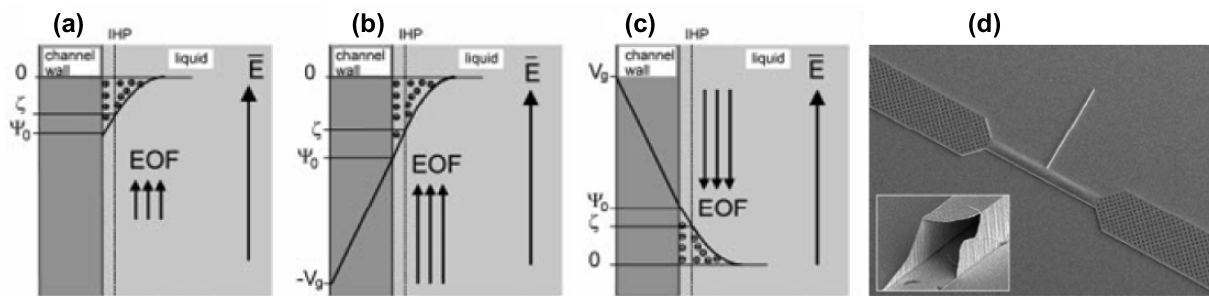 (a)
IHP
channel
wall
liquid
0
E
ζ
Ψ0
EOF
(b)
IHP
channel
wall
liquid
0
E
ζ
Ψ0
EOF
-Vg
(c)
IHP
channel
wall
liquid
Vg
E
Ψ0
EOF
ζ
0
(d)